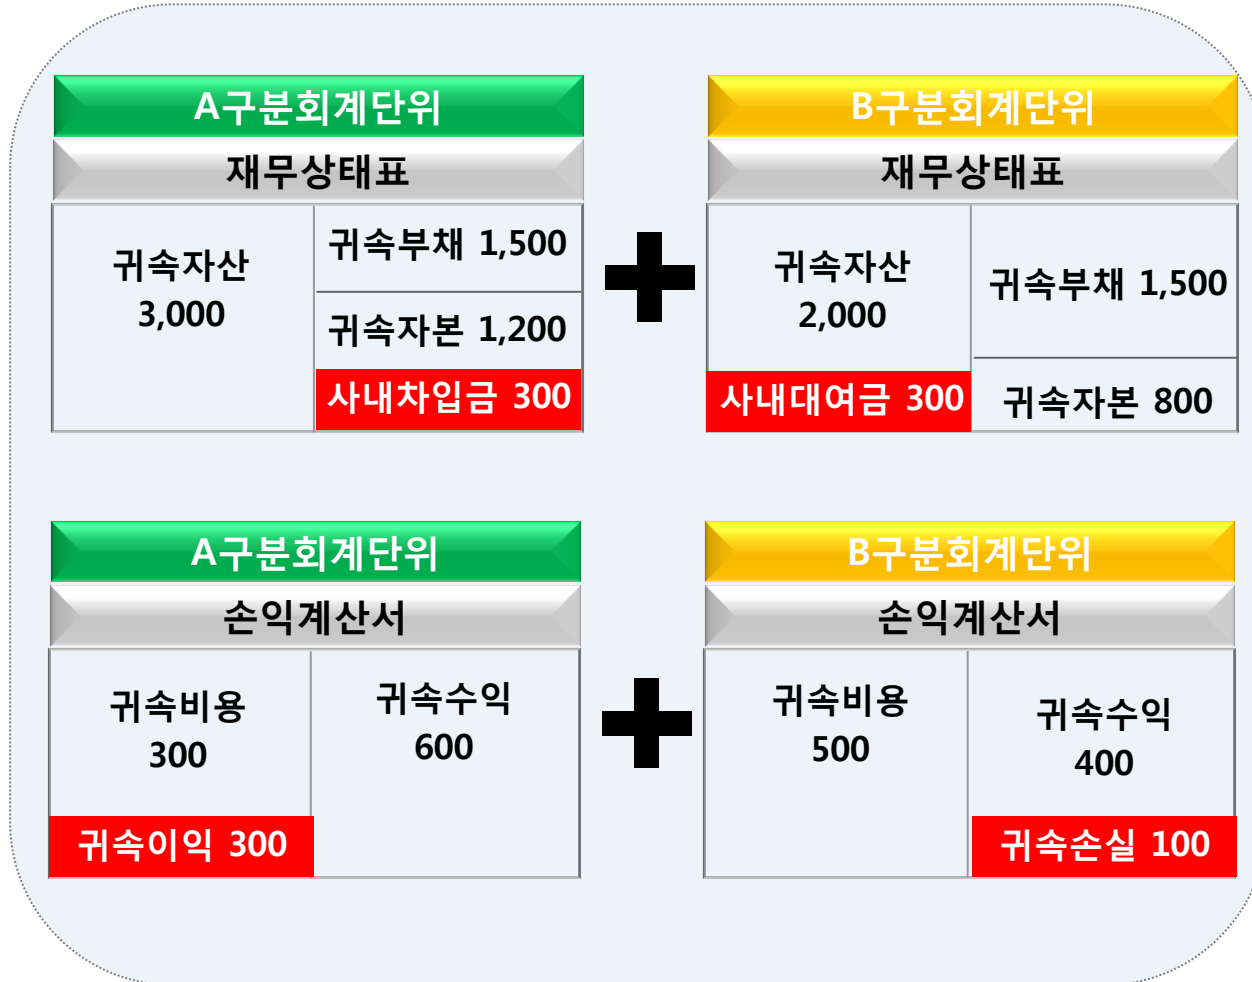 A구분회계단위
재무상태표
귀속자산
3,000
귀속부채 1,500
귀속자본 1,200
사내차입금 300
B구분회계단위
재무상태표
귀속자산
2,000
사내대여금 300
귀속부채 1,500
귀속자본 800
A구분회계단위
손익계산서
귀속비용
300
귀속이익 300
귀속수익
600
B구분회계단위
손익계산서
귀속비용
500
귀속수익
400
귀속손실 100